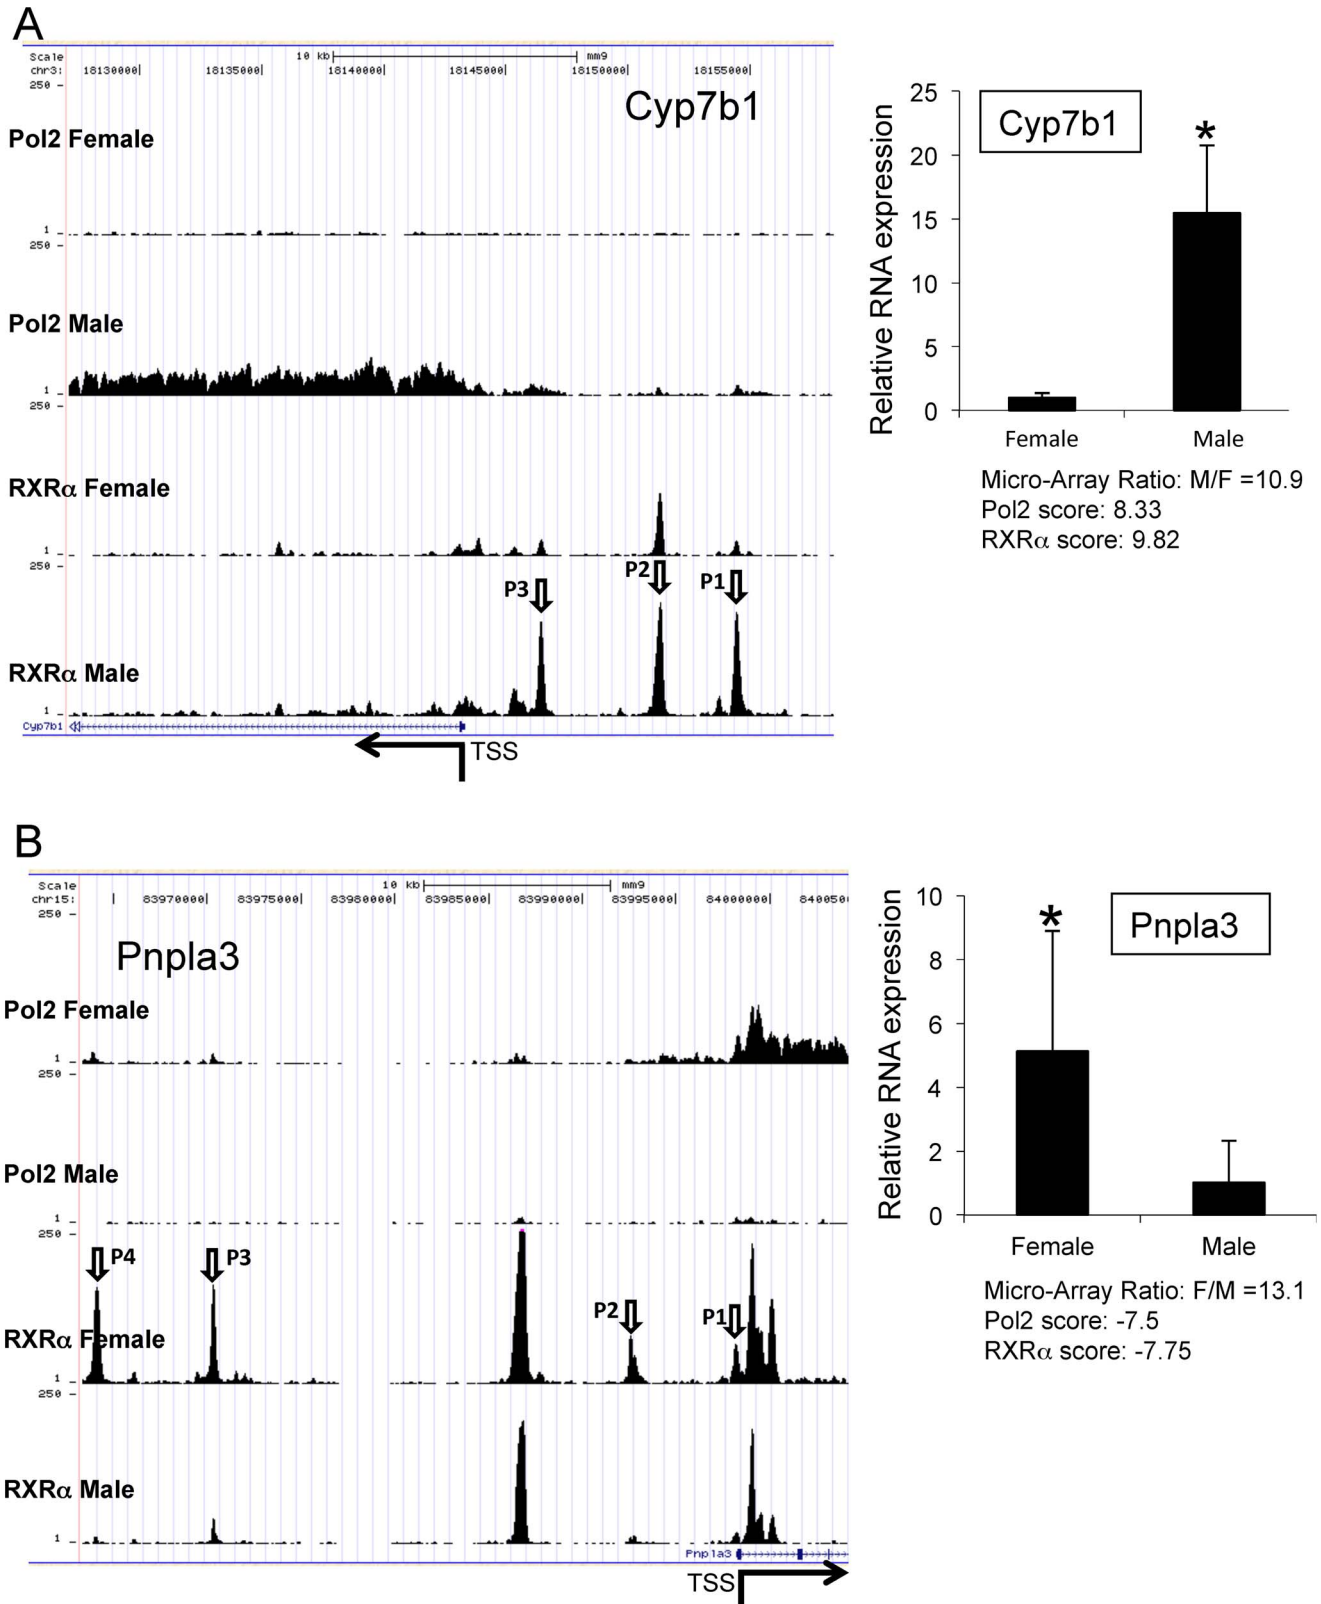 A
Scale 10 kb mm9
chr3: 18130000 18135000 18140000 18145000 18150000 18155000
250
Cyp7b1
Pol2 Female
1
250
Pol2 Male
1
250
RXRα Female
1
250
P3 P2 P1
RXRα Male
1
Cyp7b1
TSS
25
20
15
10
5
0
Relative RNA expression
Cyp7b1
*
Female Male
Micro-Array Ratio: M/F =10.9
Pol2 score: 8.33
RXRα score: 9.82
B
Scale 10 kb mm9
chr15: 83970000 83975000 83980000 83985000 83990000 83995000 84000000 8400500
250
Pnpla3
Pol2 Female
1
250
Pol2 Male
1
250
P4 P3 P2 P1
RXRα Female
1
250
RXRα Male
1
Pnpla3
TSS
10
8
6
4
2
0
Relative RNA expression
*
Pnpla3
Female Male
Micro-Array Ratio: F/M =13.1
Pol2 score: -7.5
RXRα score: -7.75